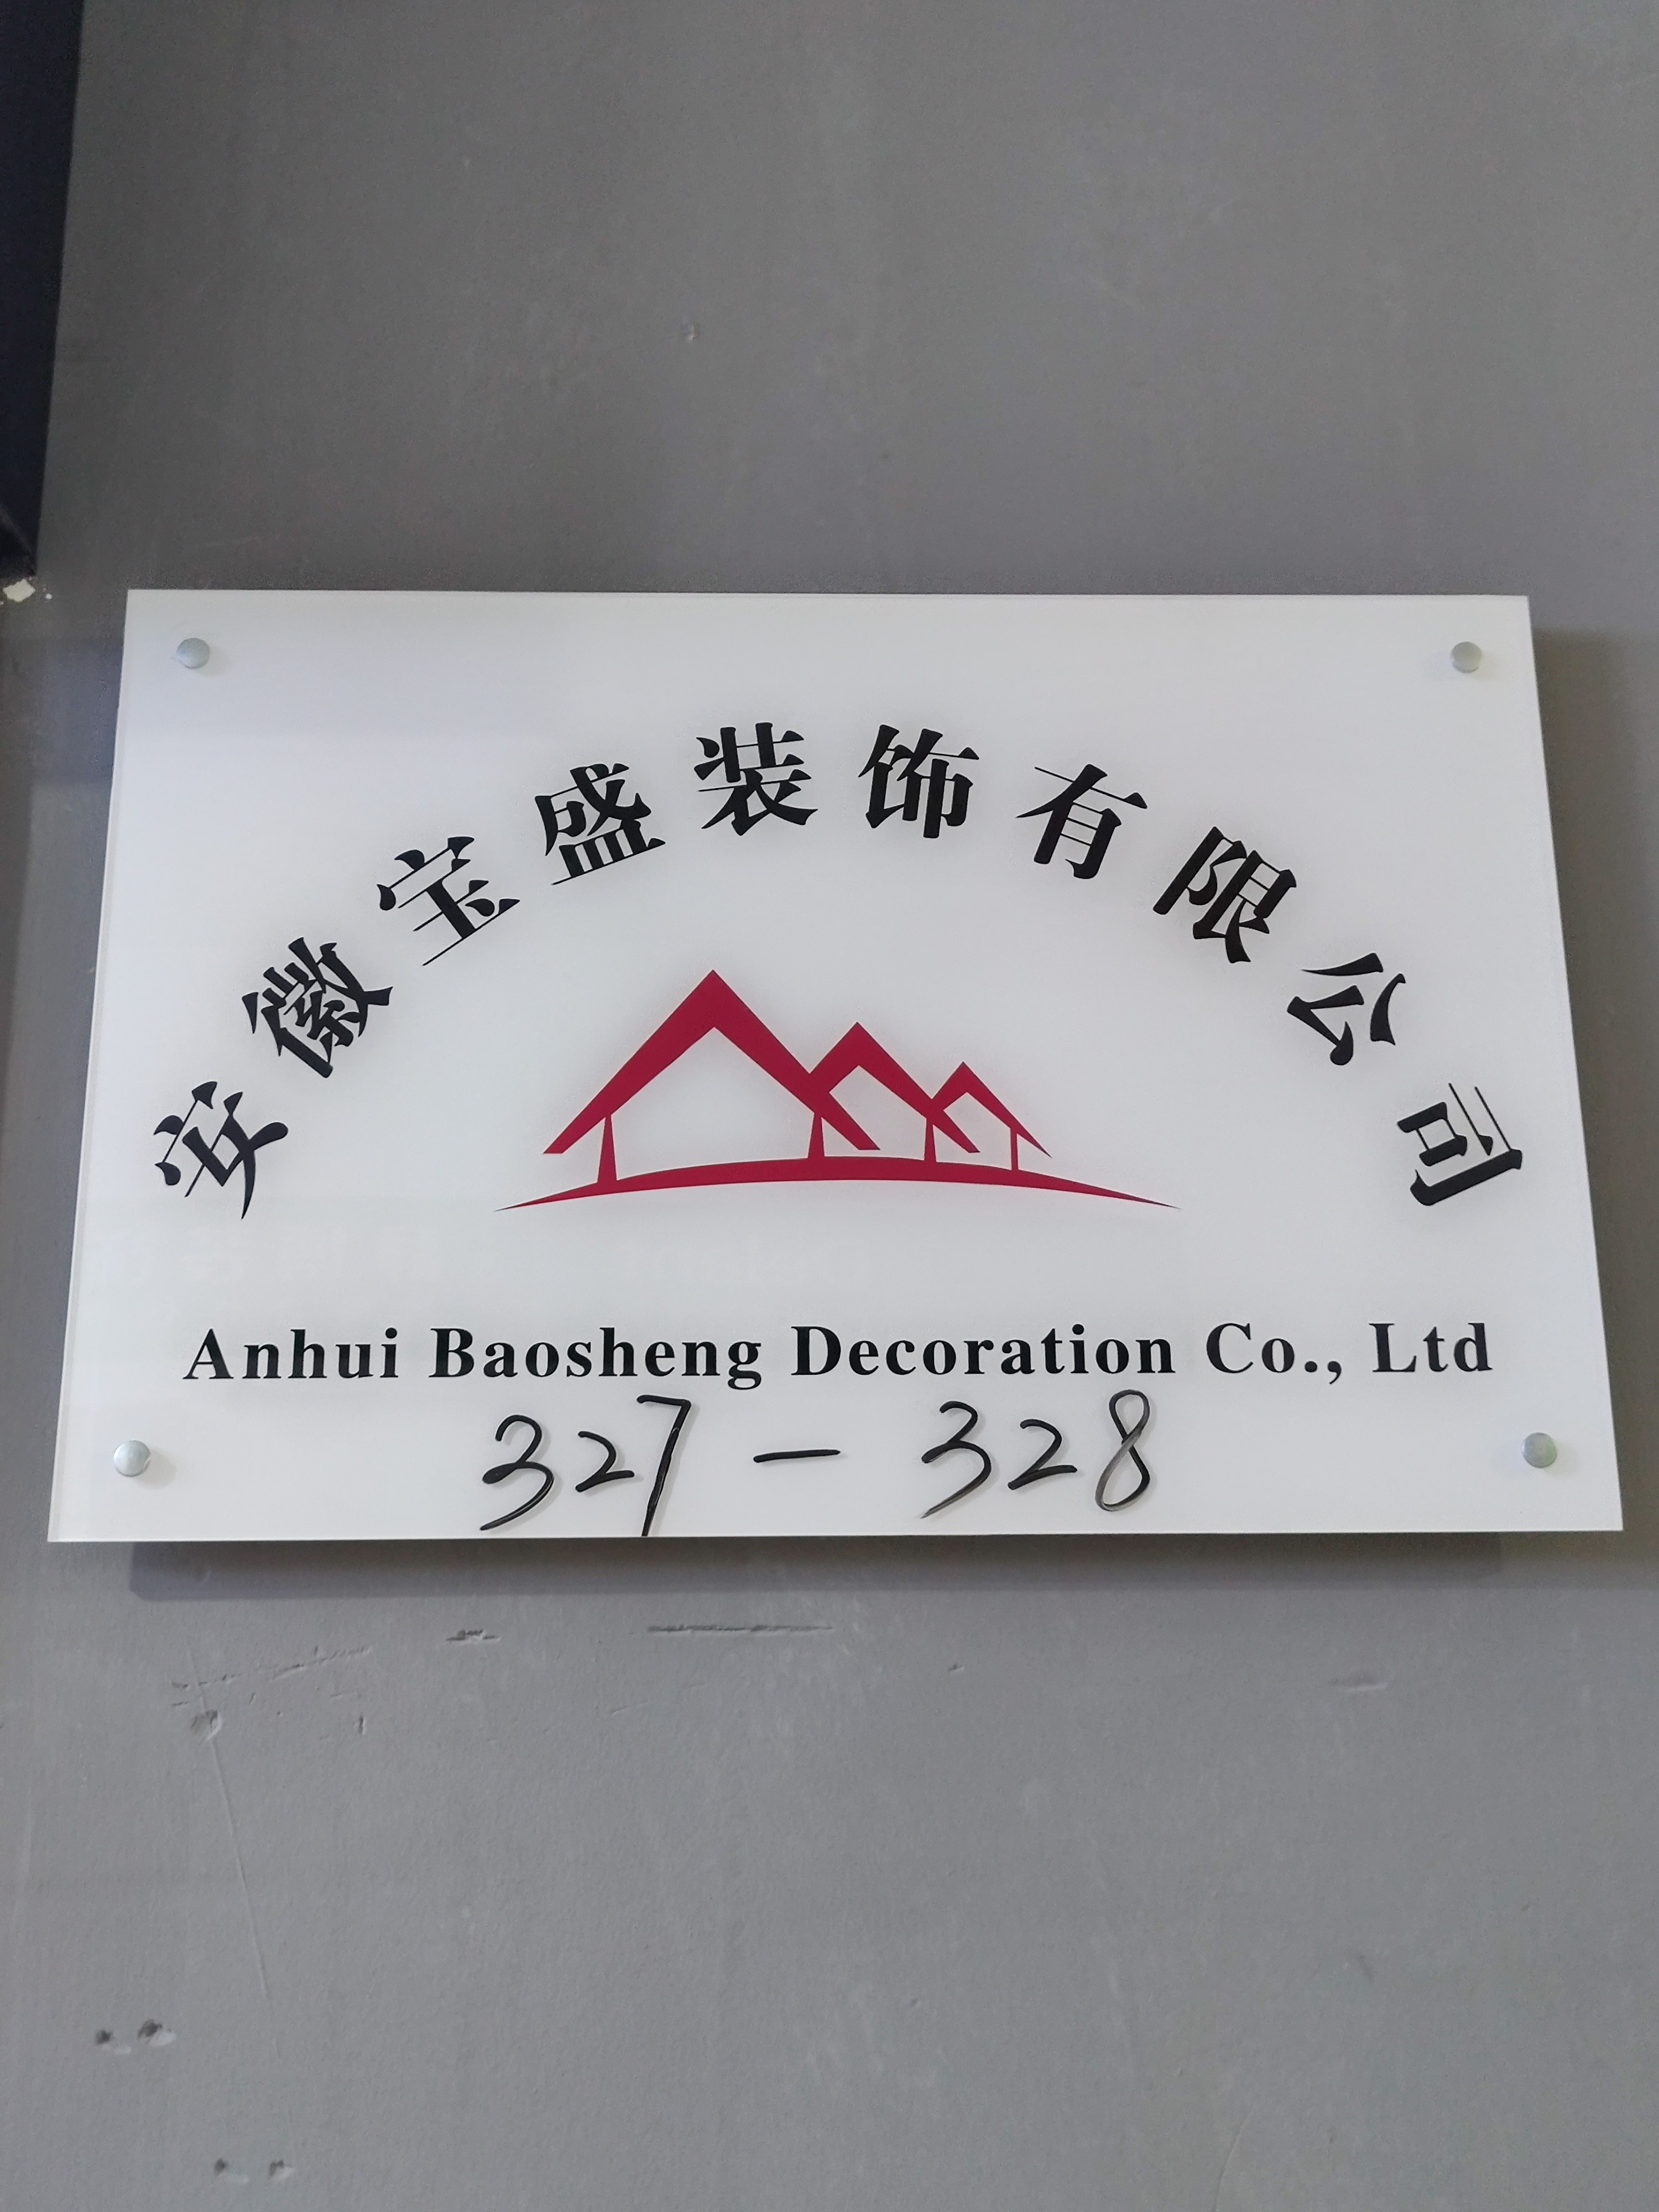 安徽宝盛装饰有限公司
Anhui Baosheng Decoration Co., Ltd
327-328